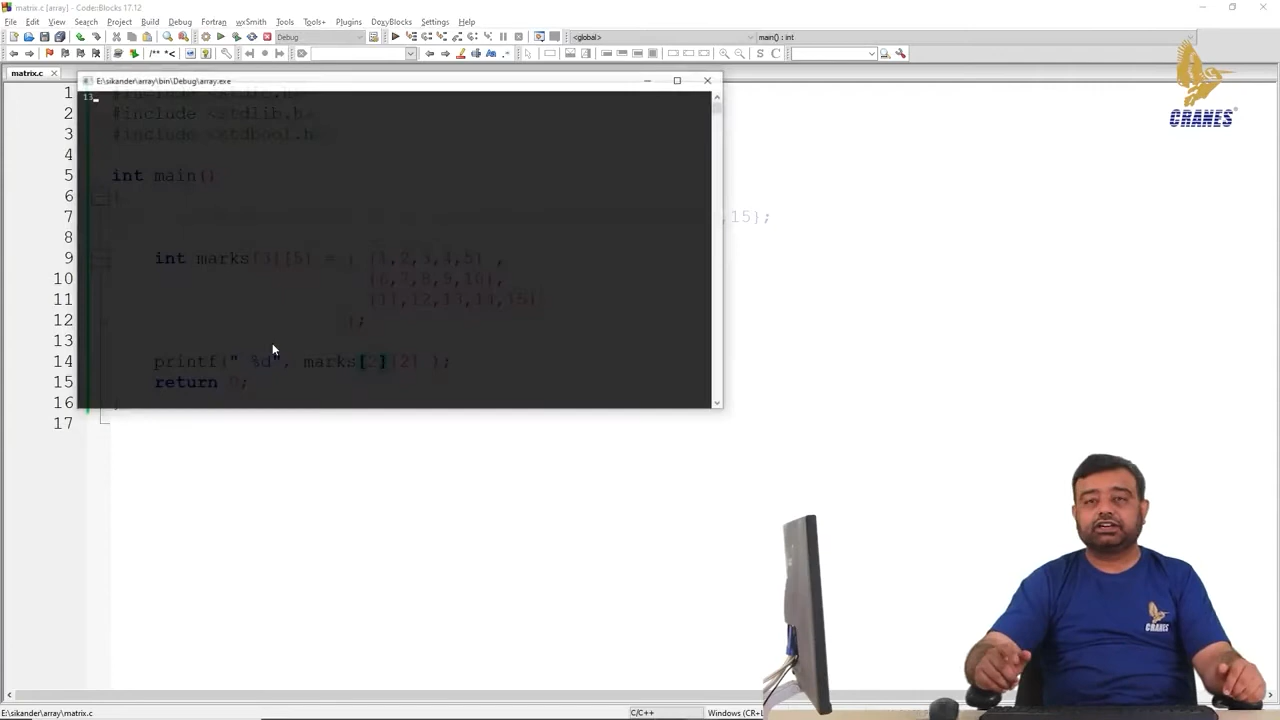 matrix.c [array] - Code::Blocks 17.12
File Edit View Search Project Build Debug Fortran wxSmith Tools Tools+ Plugins DoxyBlocks Settings Help
Debug
<global>
main() : int
matrix.c
E:\sikander\array\bin\Debug\array.exe
13
1 #include <stdio.h>
2 #include <stdlib.h>
3 #include <stdbool.h>
4
5 int main()
6 {
7 ,15};
8
9 int marks[3][5] = { {1,2,3,4,5} ,
10 {6,7,8,9,10},
11 {11,12,13,14,15}
12 };
13
14 printf(" %d", marks[2][2] );
15 return 0;
16 }
17
CRANES®
CRANES
E:\sikander\array\matrix.c
C/C++
Windows (CR+L